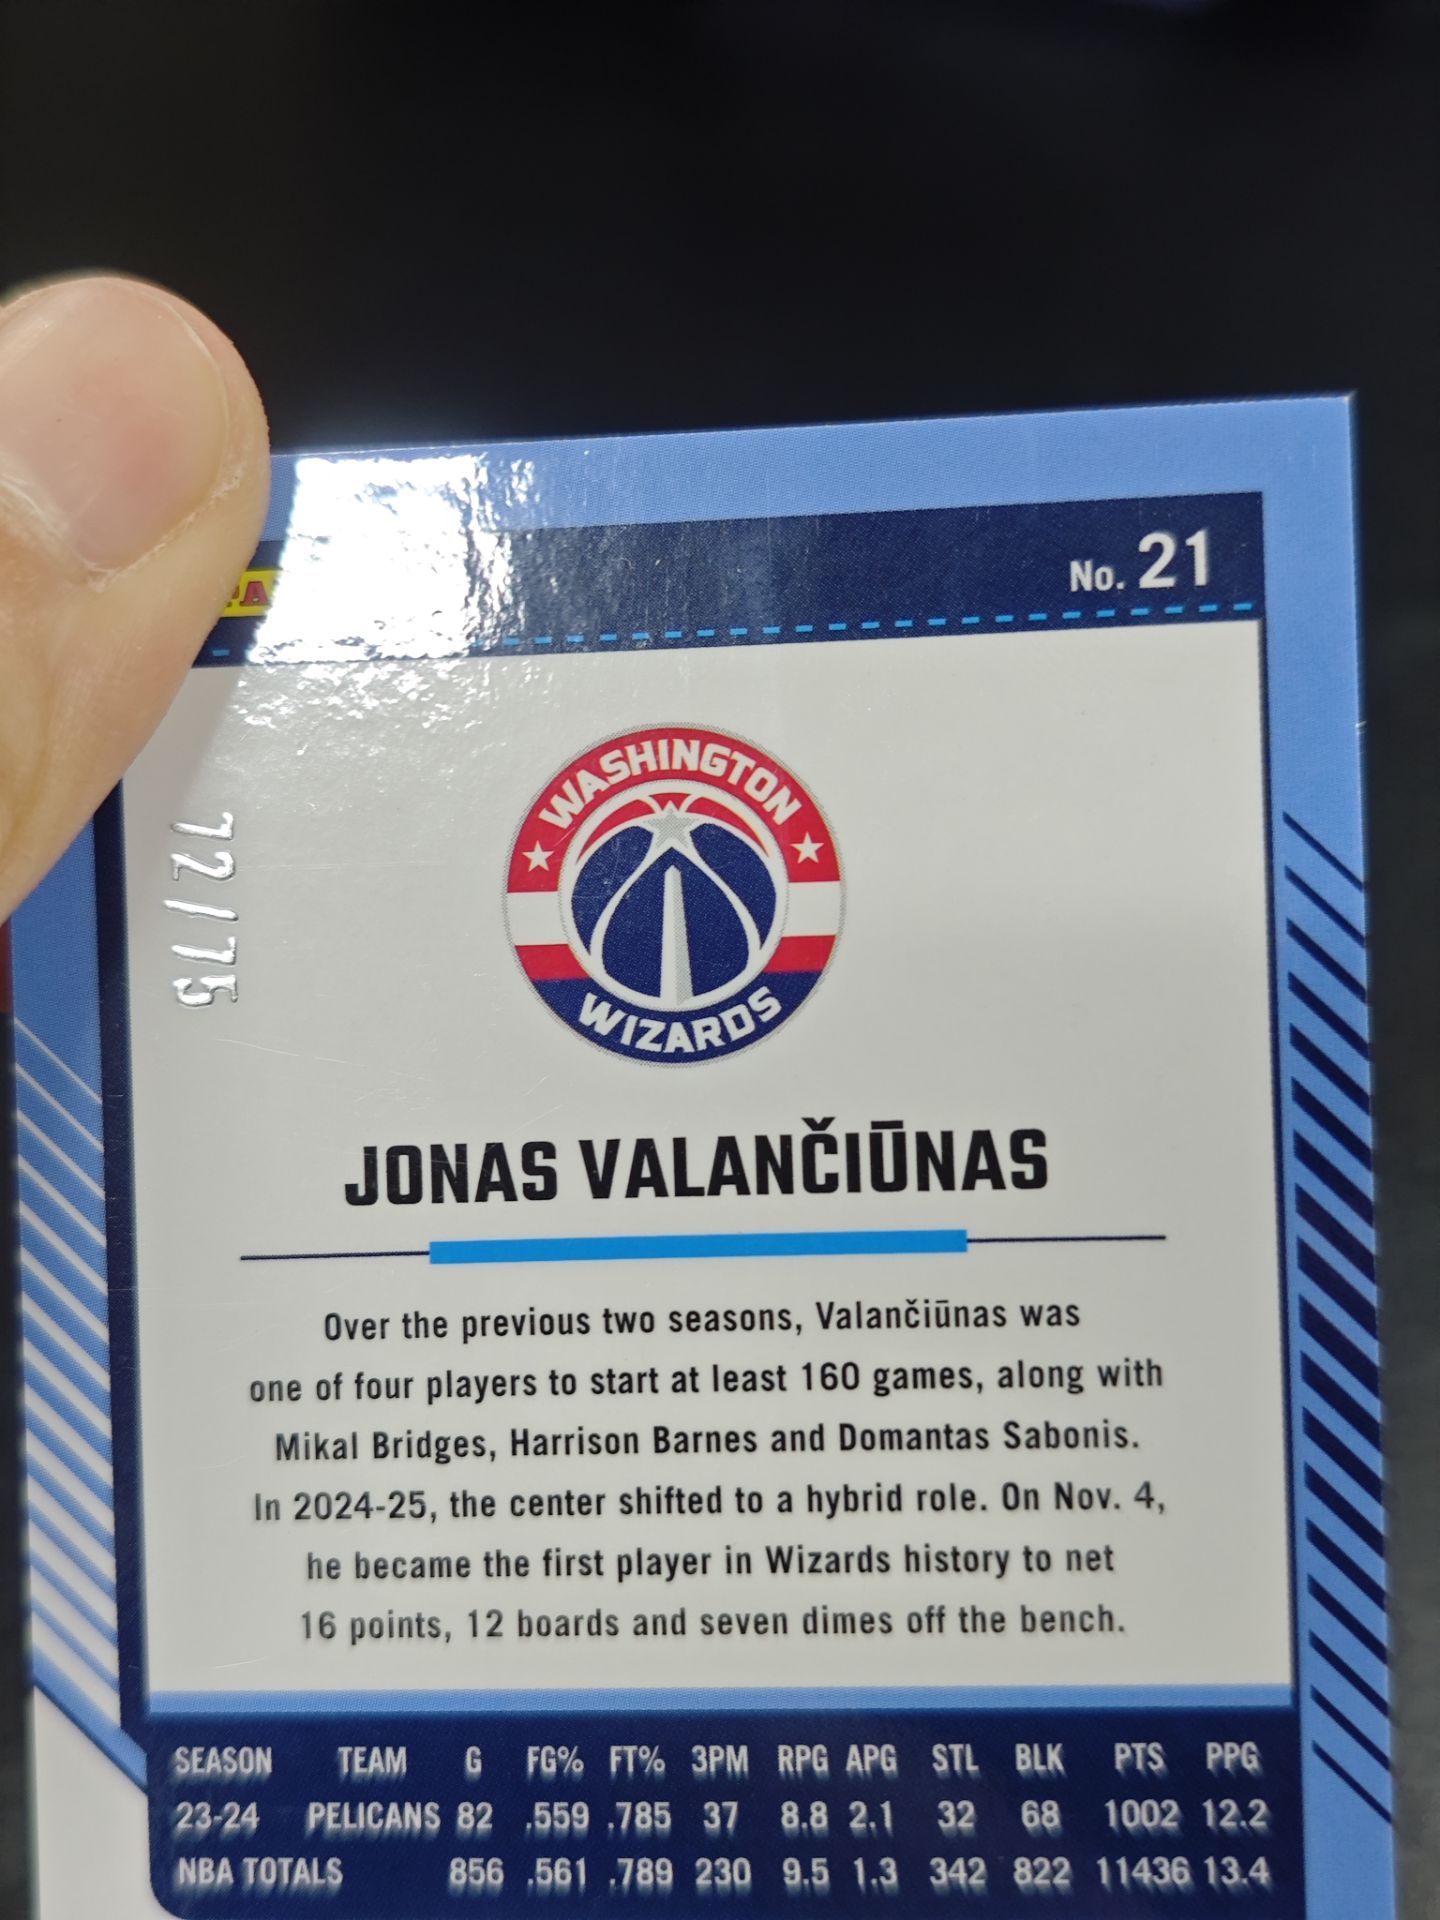 No. 21
72/75
WASHINGTON
WIZARDS
JONAS VALANČIŪNAS
Over the previous two seasons, Valančiūnas was
one of four players to start at least 160 games, along with
Mikal Bridges, Harrison Barnes and Domantas Sabonis.
In 2024-25, the center shifted to a hybrid role. On Nov. 4,
he became the first player in Wizards history to net
16 points, 12 boards and seven dimes off the bench.
SEASON TEAM G FG% FT% 3PM RPG APG STL BLK PTS PPG
23-24 PELICANS 82 .559 .785 37 8.8 2.1 32 68 1002 12.2
NBA TOTALS 856 .561 .789 230 9.5 1.3 342 822 11436 13.4